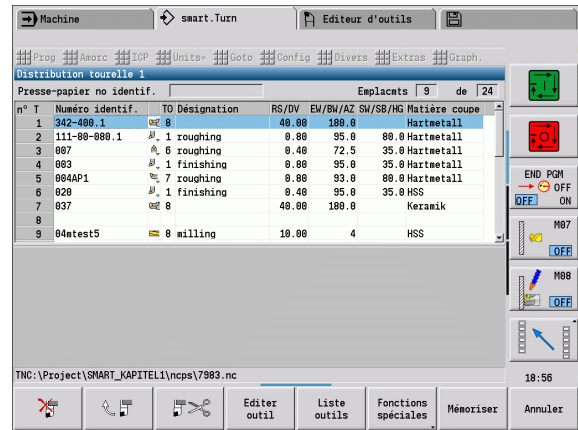 Machine smart.Turn Editeur d'outils
Prog Amorc ICP Units» Goto Config Divers Extras Graph.
Distribution tourelle 1
Presse-papier no identif. Emplacmts 9 de 24
n° T Numéro identif. TO Désignation RS/DV EW/BW/AZ SW/SB/HG Matière coupe
1 342-400.1 8 40.00 180.0 Hartmetall
2 111-80-080.1 1 roughing 0.80 95.0 80.0 Hartmetall
3 007 6 roughing 0.40 72.5 35.0 Hartmetall
4 003 1 finishing 0.80 95.0 35.0 Hartmetall
5 004AP1 7 roughing 0.80 93.0 80.0 Hartmetall
6 020 1 finishing 0.40 95.0 35.0 HSS
7 037 8 40.00 180.0 Keramik
8
9 04mtest5 8 milling 10.00 4 HSS
TNC:\Project\SMART_KAPITEL1\ncps\7983.nc
1
0
END PGM
OFF
OFF ON
M07
OFF
M08
OFF
18:56
Editer outil
Liste outils
Fonctions spéciales
Mémoriser
Annuler